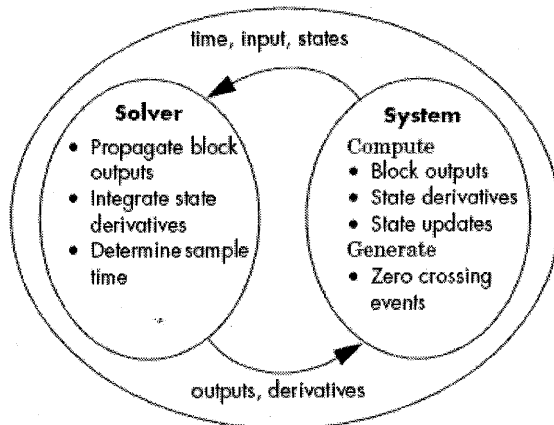 time, input, states
Solver
• Propagate block
outputs
• Integrate state
derivatives
• Determine sample
time
System
Compute
• Block outputs
• State derivatives
• State updates
Generate
• Zero crossing
events
outputs, derivatives